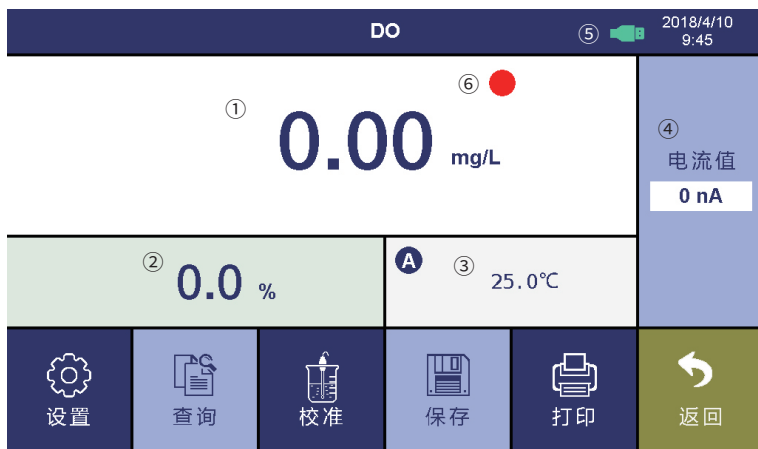 DO
⑤
2018/4/10
9:45
⑥
①
0.00 mg/L
④
电流值
0 nA
②
0.0 %
A
③
25.0℃
设置
查询
校准
保存
打印
返回